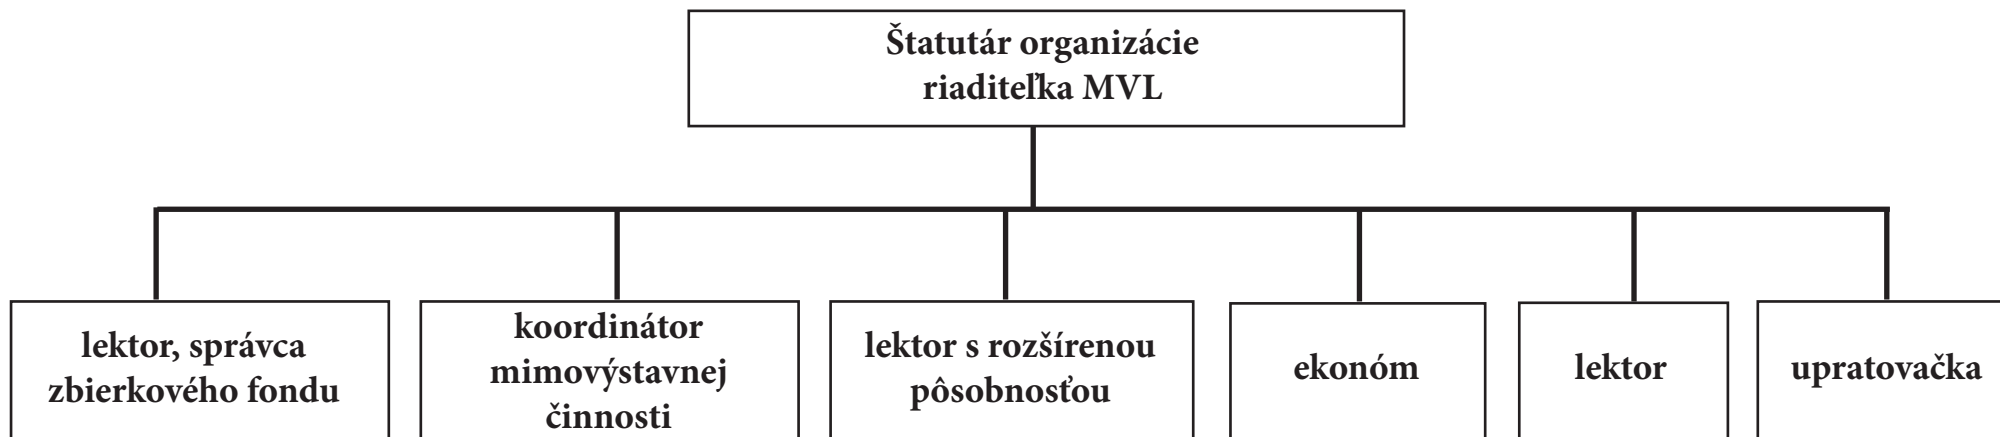 Štatutár organizácie
riaditeľka MVL
lektor, správca
zbierkového fondu
koordinátor
mimovýstavnej
činnosti
lektor s rozšírenou
pôsobnosťou
ekonóm
lektor
upratovačka